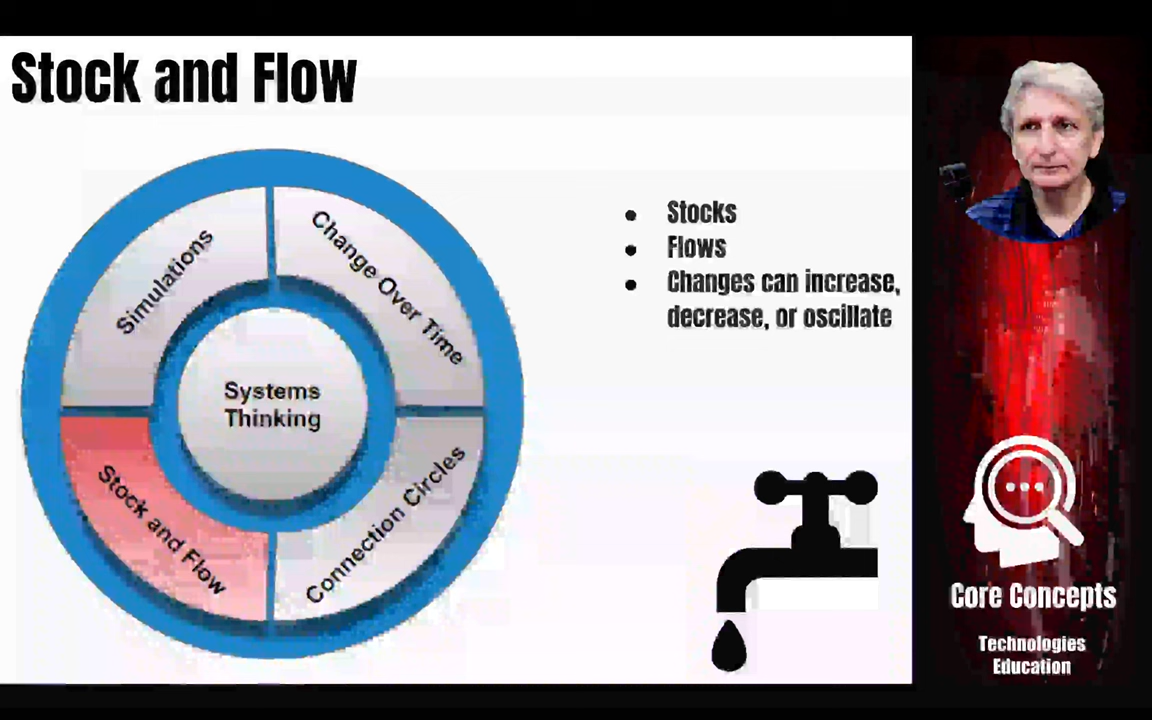 Stock and Flow
Simulations
Change Over Time
Systems
Thinking
Stock and Flow
Connection Circles
• Stocks
• Flows
• Changes can increase,
decrease, or oscillate
Core Concepts
Technologies
Education